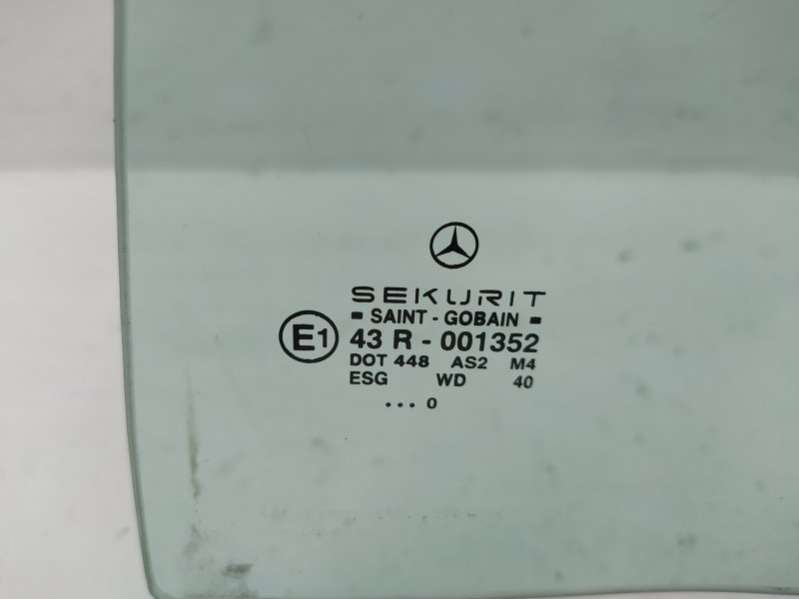 SEKURIT
- SAINT - GOBAIN -
E1 43 R - 001352
DOT 448 AS2 M4
ESG WD 40
... 0